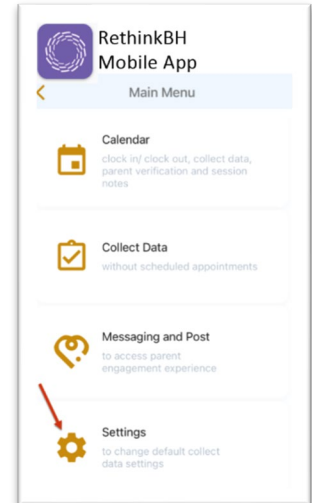 RethinkBH
Mobile App
Main Menu
Calendar
clock in/ clock out, collect data,
parent verification and session
notes
Collect Data
without scheduled appointments
Messaging and Post
to access parent
engagement experience
Settings
to change default collect
data settings